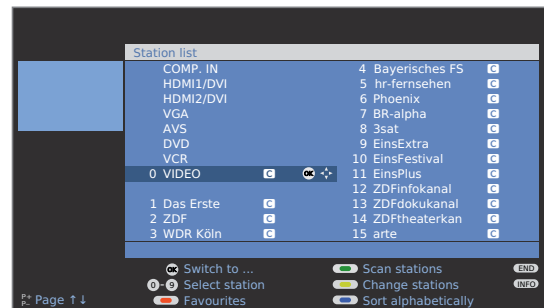 Station list
COMP. IN
HDMI1/DVI
HDMI2/DVI
VGA
AVS
DVD
VCR
0 VIDEO C OK
1 Das Erste C
2 ZDF C
3 WDR Köln C
4 Bayerisches FS C
5 hr-fernsehen C
6 Phoenix C
7 BR-alpha C
8 3sat C
9 EinsExtra C
10 EinsFestival C
11 EinsPlus C
12 ZDFinfokanal C
13 ZDFdokukanal C
14 ZDFtheaterkan C
15 arte C
OK Switch to ...
0-9 Select station
Favourites
Scan stations END
Change stations INFO
Sort alphabetically
P+ P- Page ↑↓